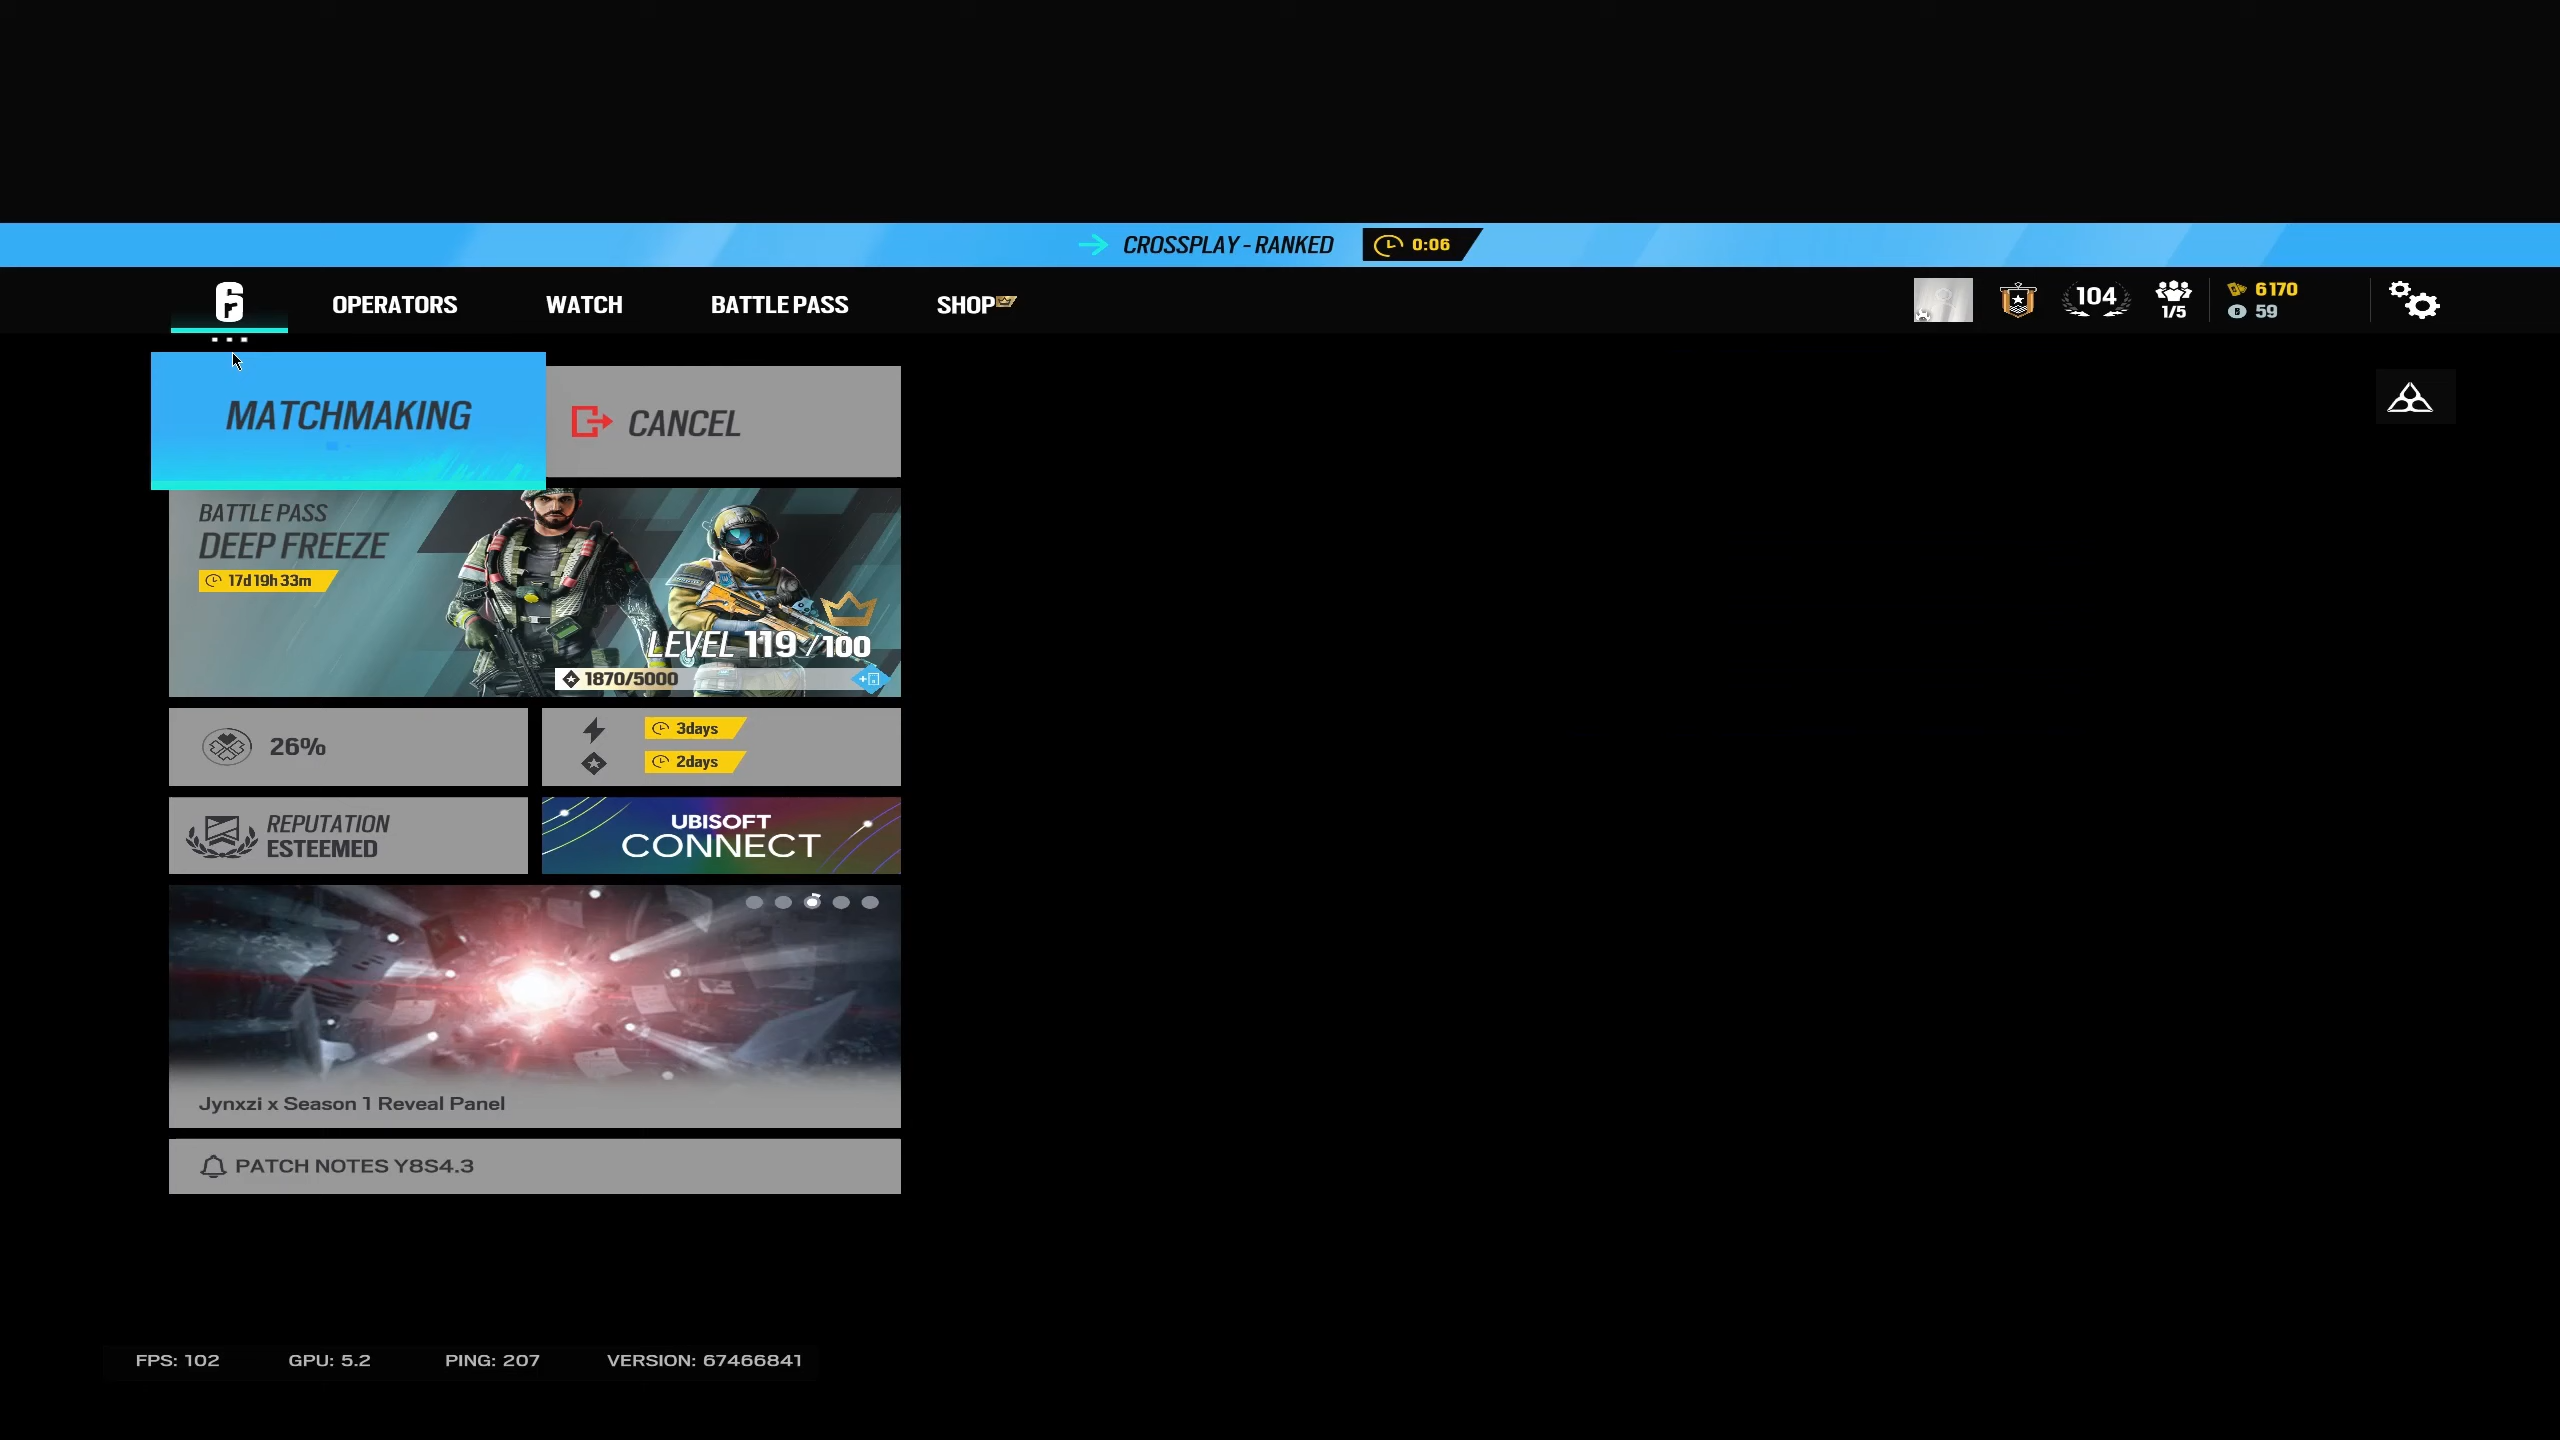 CROSSPLAY - RANKED 0:06
OPERATORS WATCH BATTLE PASS SHOP 104 1/5 6170
59
MATCHMAKING CANCEL
BATTLE PASS
DEEP FREEZE
17d 19h 33m
LEVEL 119 /100
1870/5000
26% 3days
2days
REPUTATION
ESTEEMED
UBISOFT
CONNECT
Jynxzi x Season 1 Reveal Panel
PATCH NOTES Y8S4.3
FPS: 102 GPU: 5.2 PING: 207 VERSION: 67466841